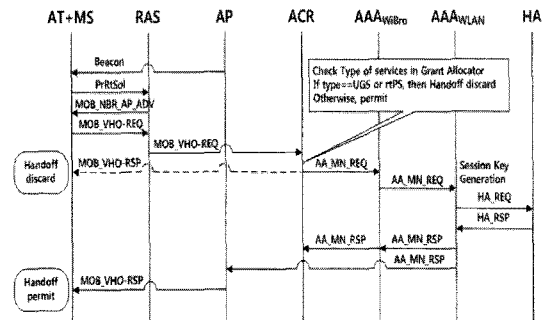 AT+MS RAS AP ACR AAAWiBro AAAWLAN HA
Beacon
Check Type of services in Grant Allocator
If type==UGS or rtPS, then Handoff discard
Otherwise, permit
PrRtSol
MOB_NBR_AP_ADV
MOB_VHO-REQ
MOB_VHO-REQ
Handoff
discard
MOB_VHO-RSP
AA_MN_REQ
Session Key
Generation
AA_MN_REQ
HA_REQ
HA_RSP
AA_MN_RSP
AA_MN_RSP
AA_MN_RSP
Handoff
permit
MOB_VHO-RSP